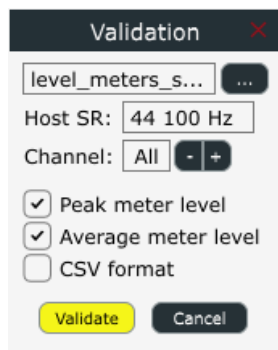 Validation
level_meters_s... ...
Host SR: 44 100 Hz
Channel: All - +
Peak meter level
Average meter level
CSV format
Validate Cancel